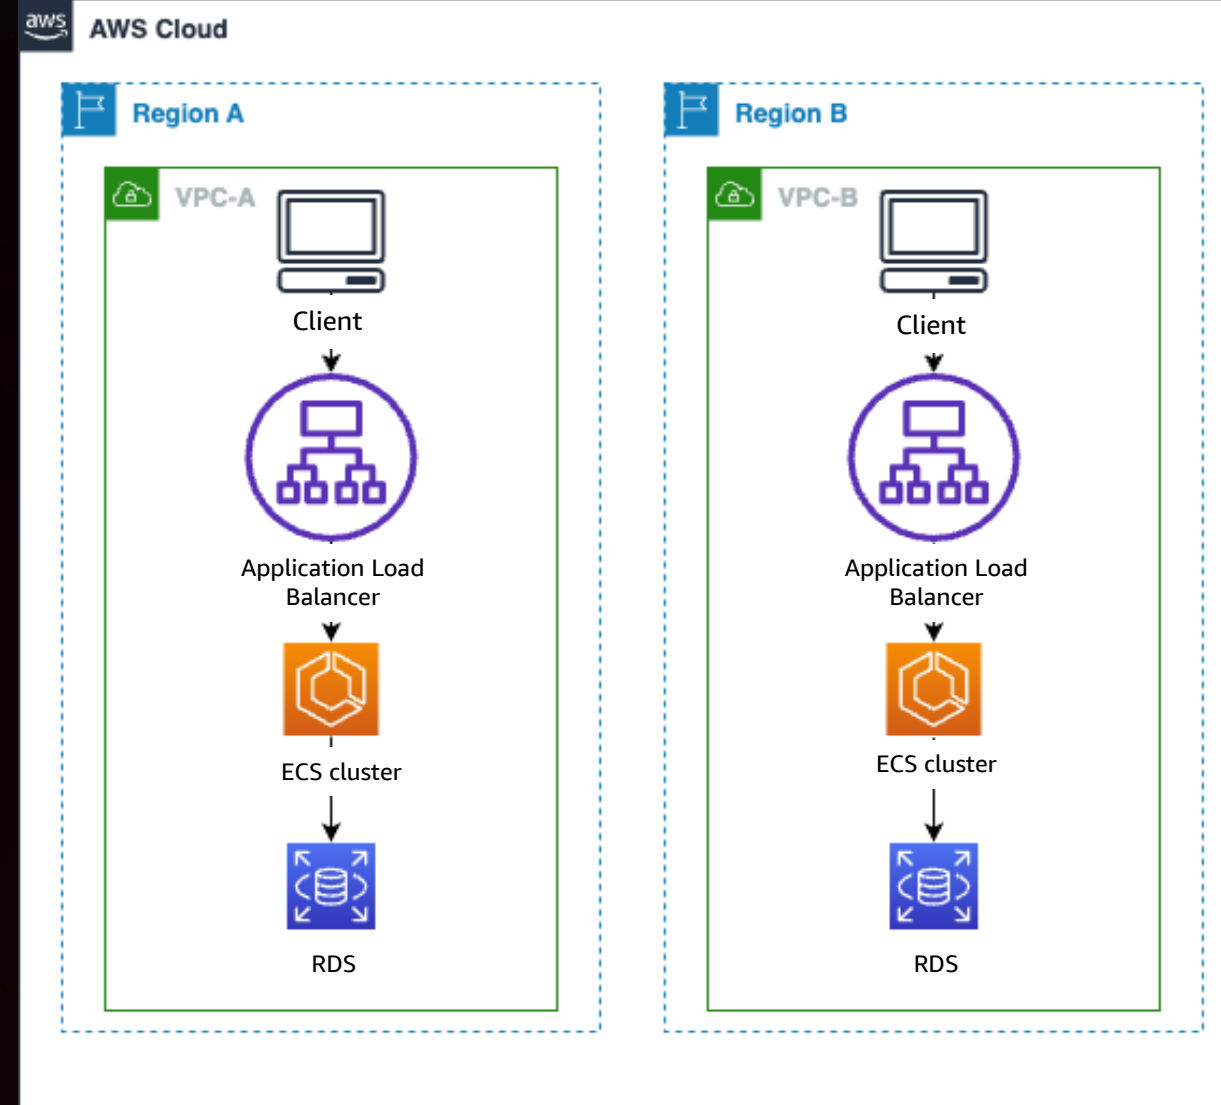 aws
AWS Cloud
Region A
VPC-A
Client
Application Load
Balancer
ECS cluster
RDS
Region B
VPC-B
Client
Application Load
Balancer
ECS cluster
RDS